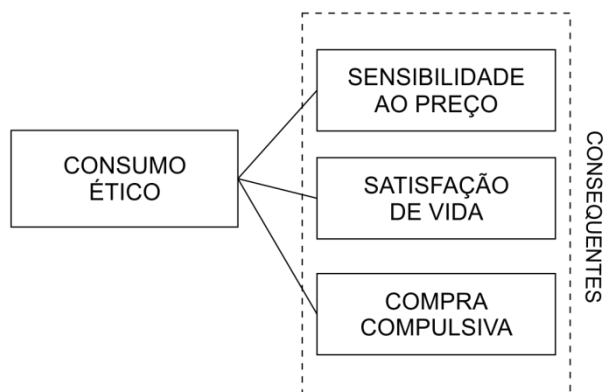 CONSUMO
ÉTICO
SENSIBILIDADE
AO PREÇO
SATISFAÇÃO
DE VIDA
COMPRA
COMPULSIVA
CONSEQUENTES